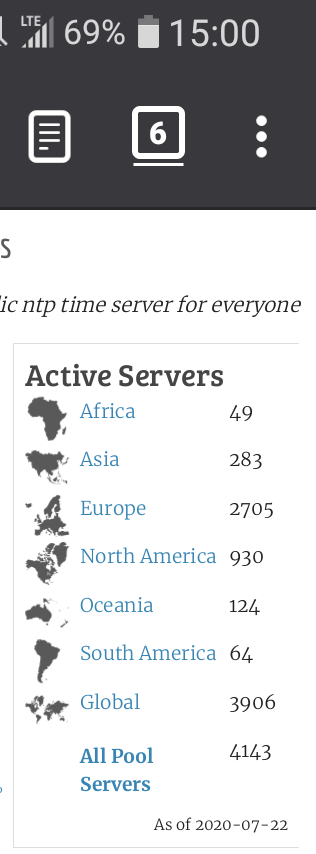 LTE 69% 15:00
6
s
lic ntp time server for everyone
Active Servers
Africa 49
Asia 283
Europe 2705
North America 930
Oceania 124
South America 64
Global 3906
All Pool 4143
Servers
As of 2020-07-22